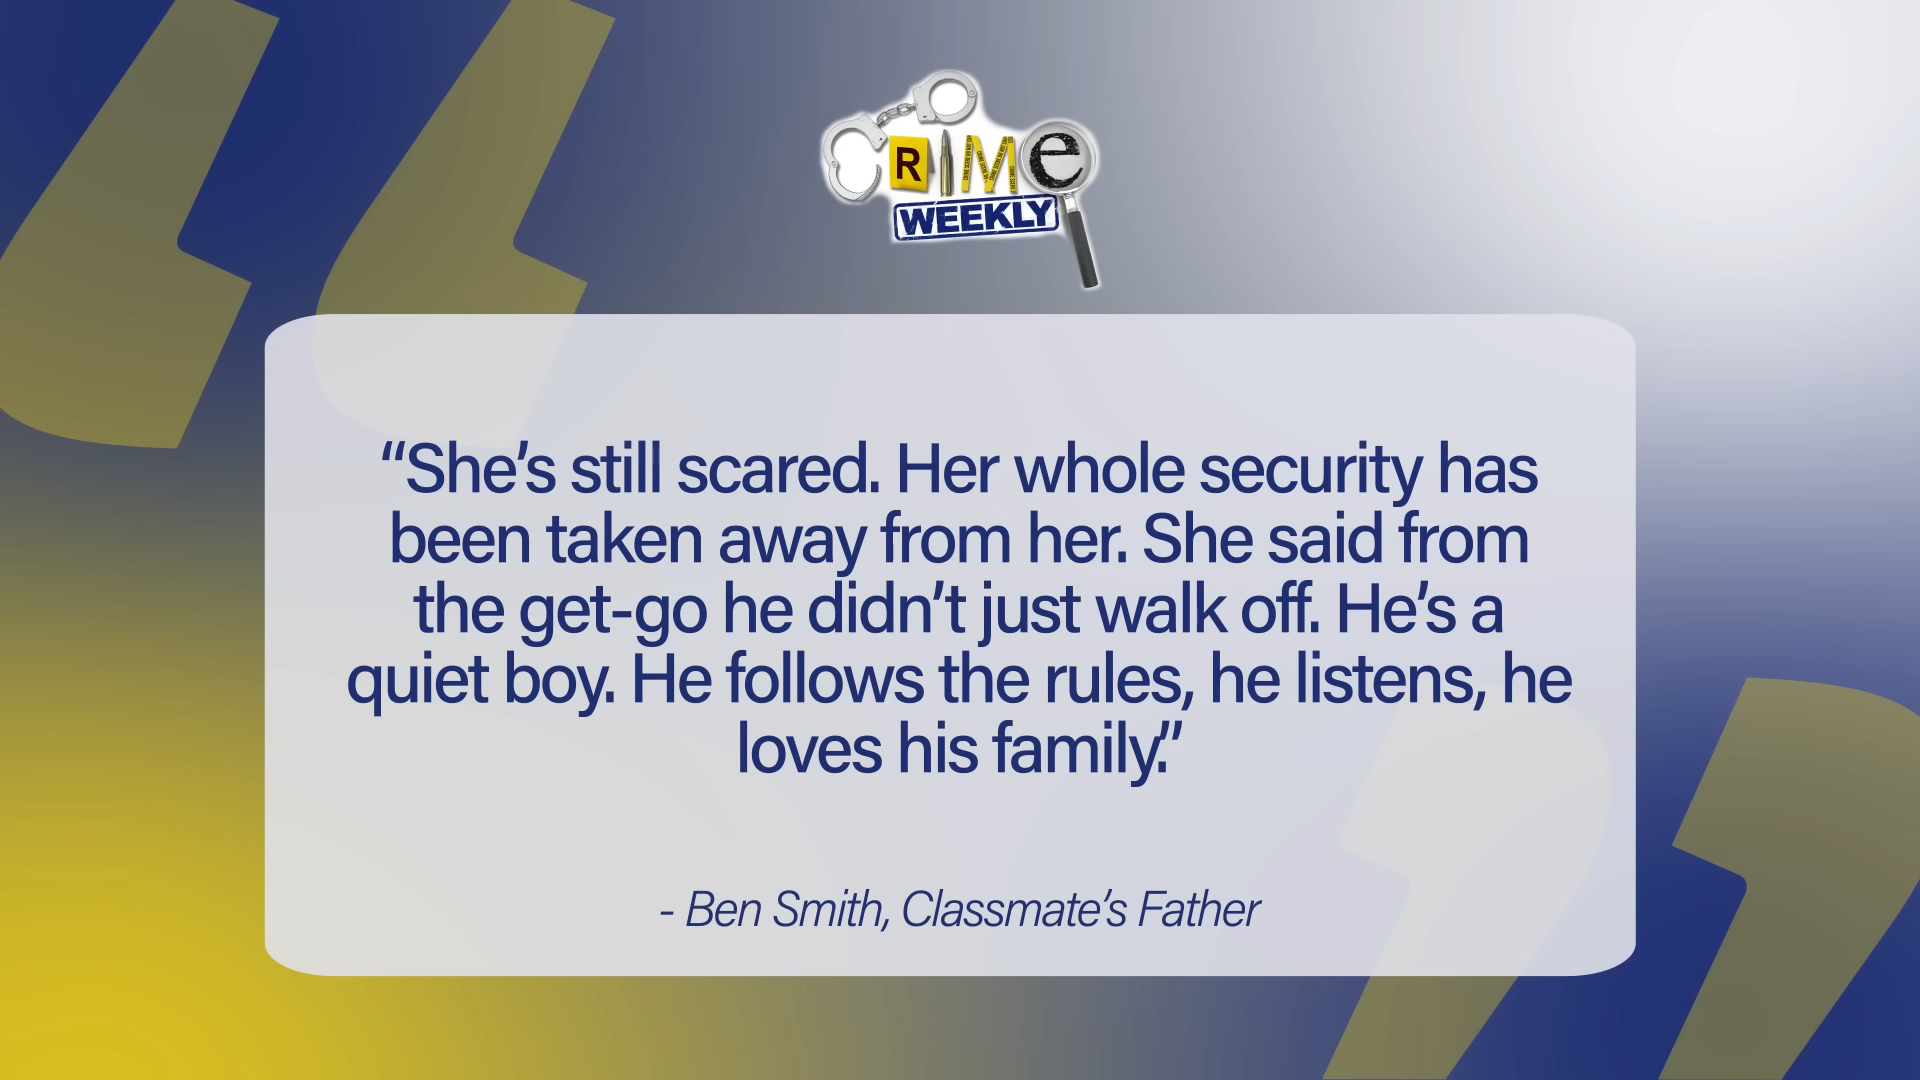 CRIMe
WEEKLY
“She’s still scared. Her whole security has
been taken away from her. She said from
the get-go he didn’t just walk off. He’s a
quiet boy. He follows the rules, he listens, he
loves his family.”
- Ben Smith, Classmate’s Father